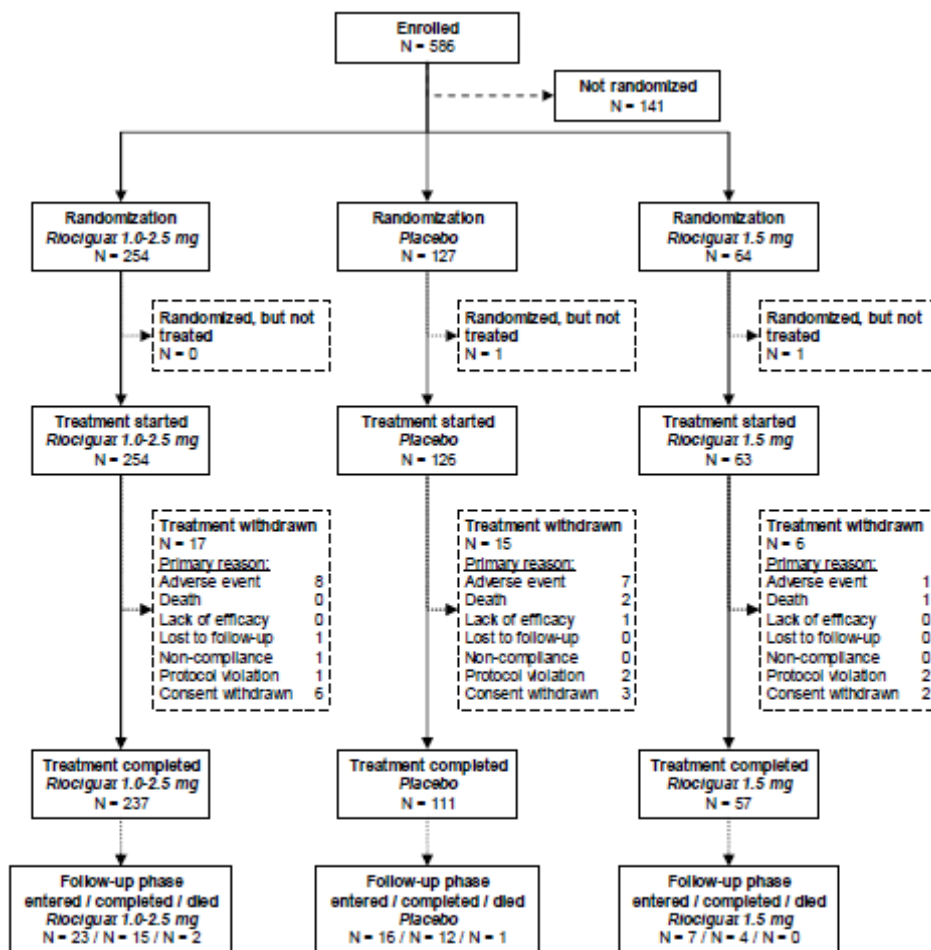 Enrolled
N = 586
Not randomized
N = 141
Randomization
Riociguat 1.0-2.5 mg
N = 254
Randomization
Placebo
N = 127
Randomization
Riociguat 1.5 mg
N = 64
Randomized, but not
treated
N = 0
Randomized, but not
treated
N = 1
Randomized, but not
treated
N = 1
Treatment started
Riociguat 1.0-2.5 mg
N = 254
Treatment started
Placebo
N = 126
Treatment started
Riociguat 1.5 mg
N = 63
Treatment withdrawn
N = 17
Primary reason:
Adverse event 8
Death 0
Lack of efficacy 0
Lost to follow-up 1
Non-compliance 1
Protocol violation 1
Consent withdrawn 6
Treatment withdrawn
N = 15
Primary reason:
Adverse event 7
Death 2
Lack of efficacy 1
Lost to follow-up 0
Non-compliance 0
Protocol violation 2
Consent withdrawn 3
Treatment withdrawn
N = 6
Primary reason:
Adverse event 1
Death 1
Lack of efficacy 0
Lost to follow-up 0
Non-compliance 0
Protocol violation 2
Consent withdrawn 2
Treatment completed
Riociguat 1.0-2.5 mg
N = 237
Treatment completed
Placebo
N = 111
Treatment completed
Riociguat 1.5 mg
N = 57
Follow-up phase
entered / completed / died
Riociguat 1.0-2.5 mg
N = 23 / N = 15 / N = 2
Follow-up phase
entered / completed / died
Placebo
N = 16 / N = 12 / N = 1
Follow-up phase
entered / completed / died
Riociguat 1.5 mg
N = 7 / N = 4 / N = 0